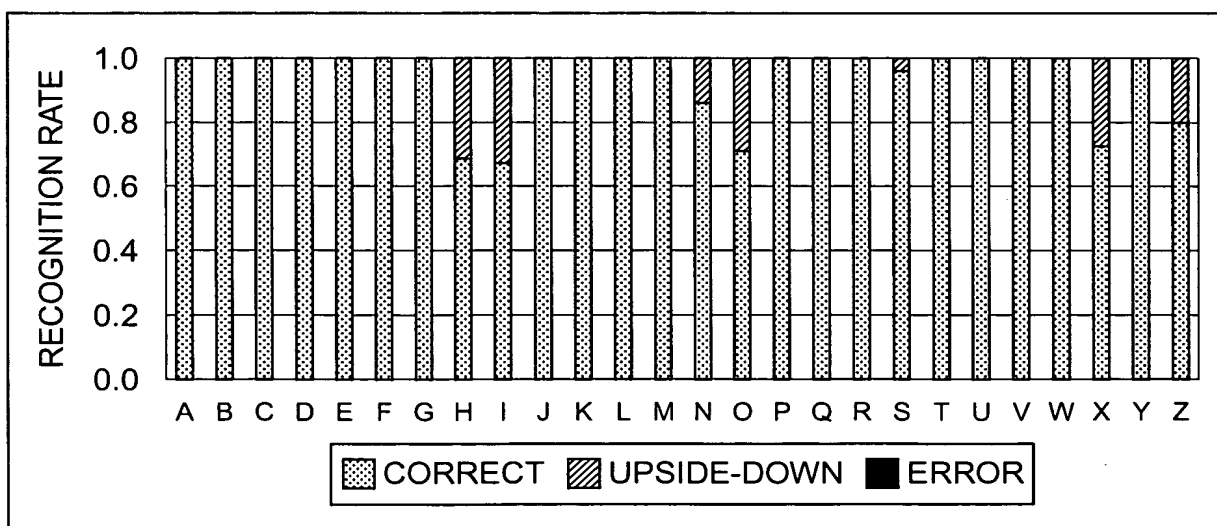 RECOGNITION RATE
1.0
0.8
0.6
0.4
0.2
0.0
A B C D E F G H I J K L M N O P Q R S T U V W X Y Z
CORRECT UPSIDE-DOWN ERROR